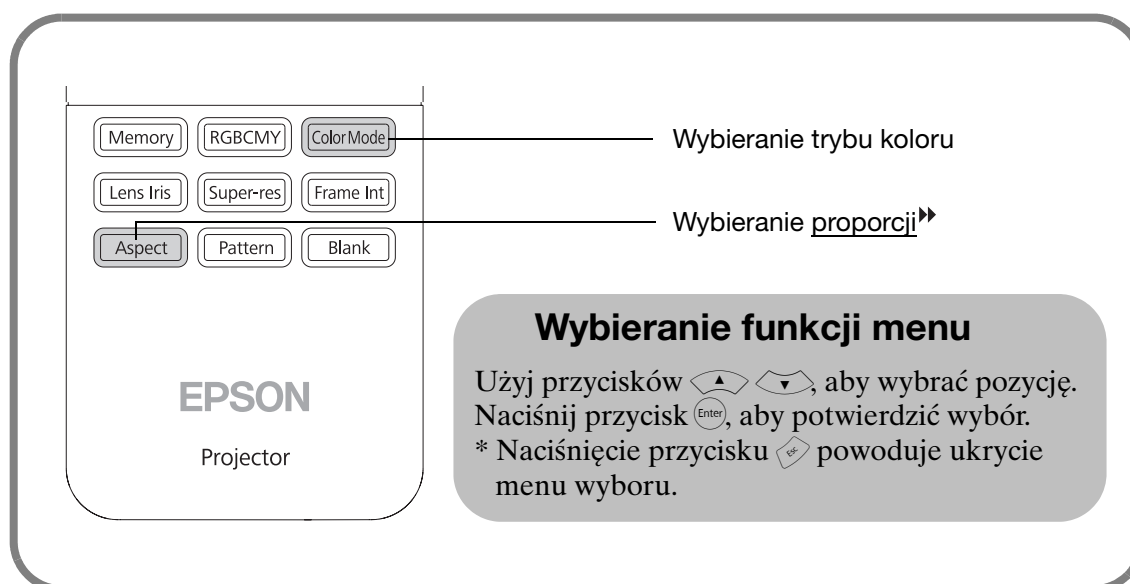 Memory RGBCMY Color Mode
Wybieranie trybu koloru
Lens Iris Super-res Frame Int
Aspect Pattern Blank
Wybieranie proporcji
EPSON
Projector
Wybieranie funkcji menu
Użyj przycisków , aby wybrać pozycję.
Naciśnij przycisk Enter, aby potwierdzić wybór.
* Naciśnięcie przycisku Esc powoduje ukrycie
menu wyboru.